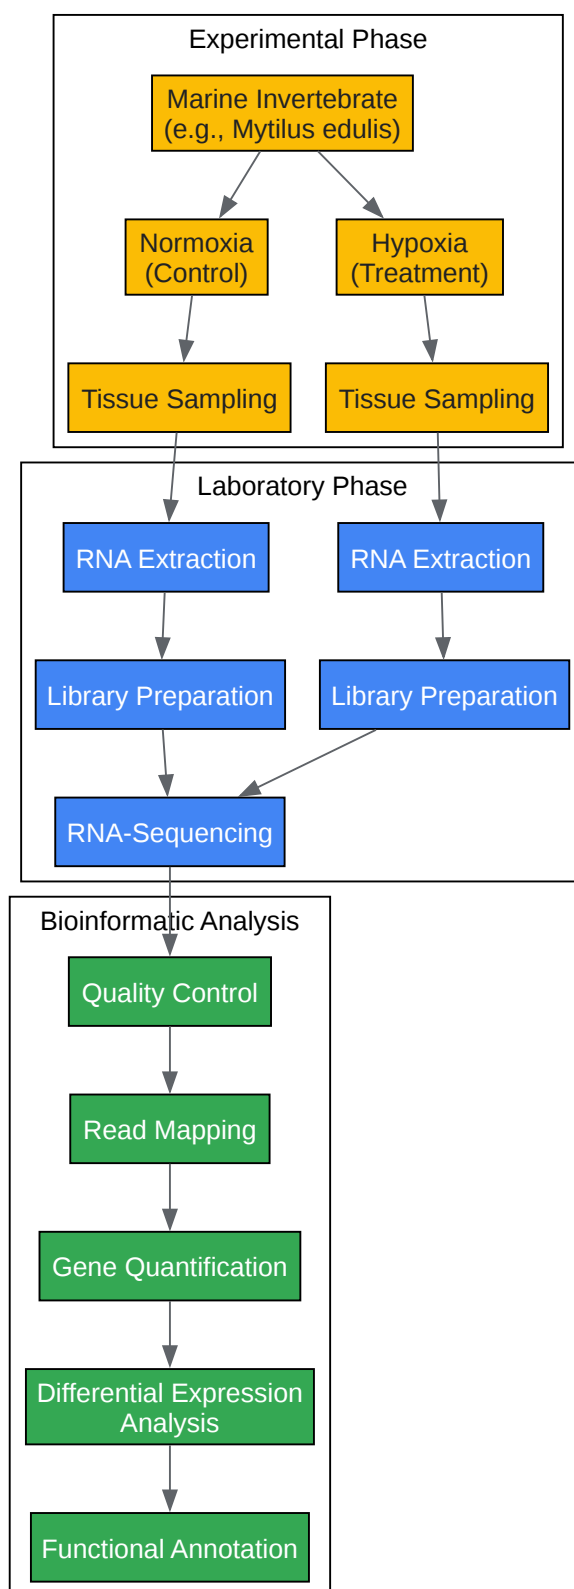 Experimental Phase
Marine Invertebrate
(e.g., Mytilus edulis)
Normoxia
(Control)
Hypoxia
(Treatment)
Tissue Sampling
Tissue Sampling
Laboratory Phase
RNA Extraction
RNA Extraction
Library Preparation
Library Preparation
RNA-Sequencing
Bioinformatic Analysis
Quality Control
Read Mapping
Gene Quantification
Differential Expression
Analysis
Functional Annotation